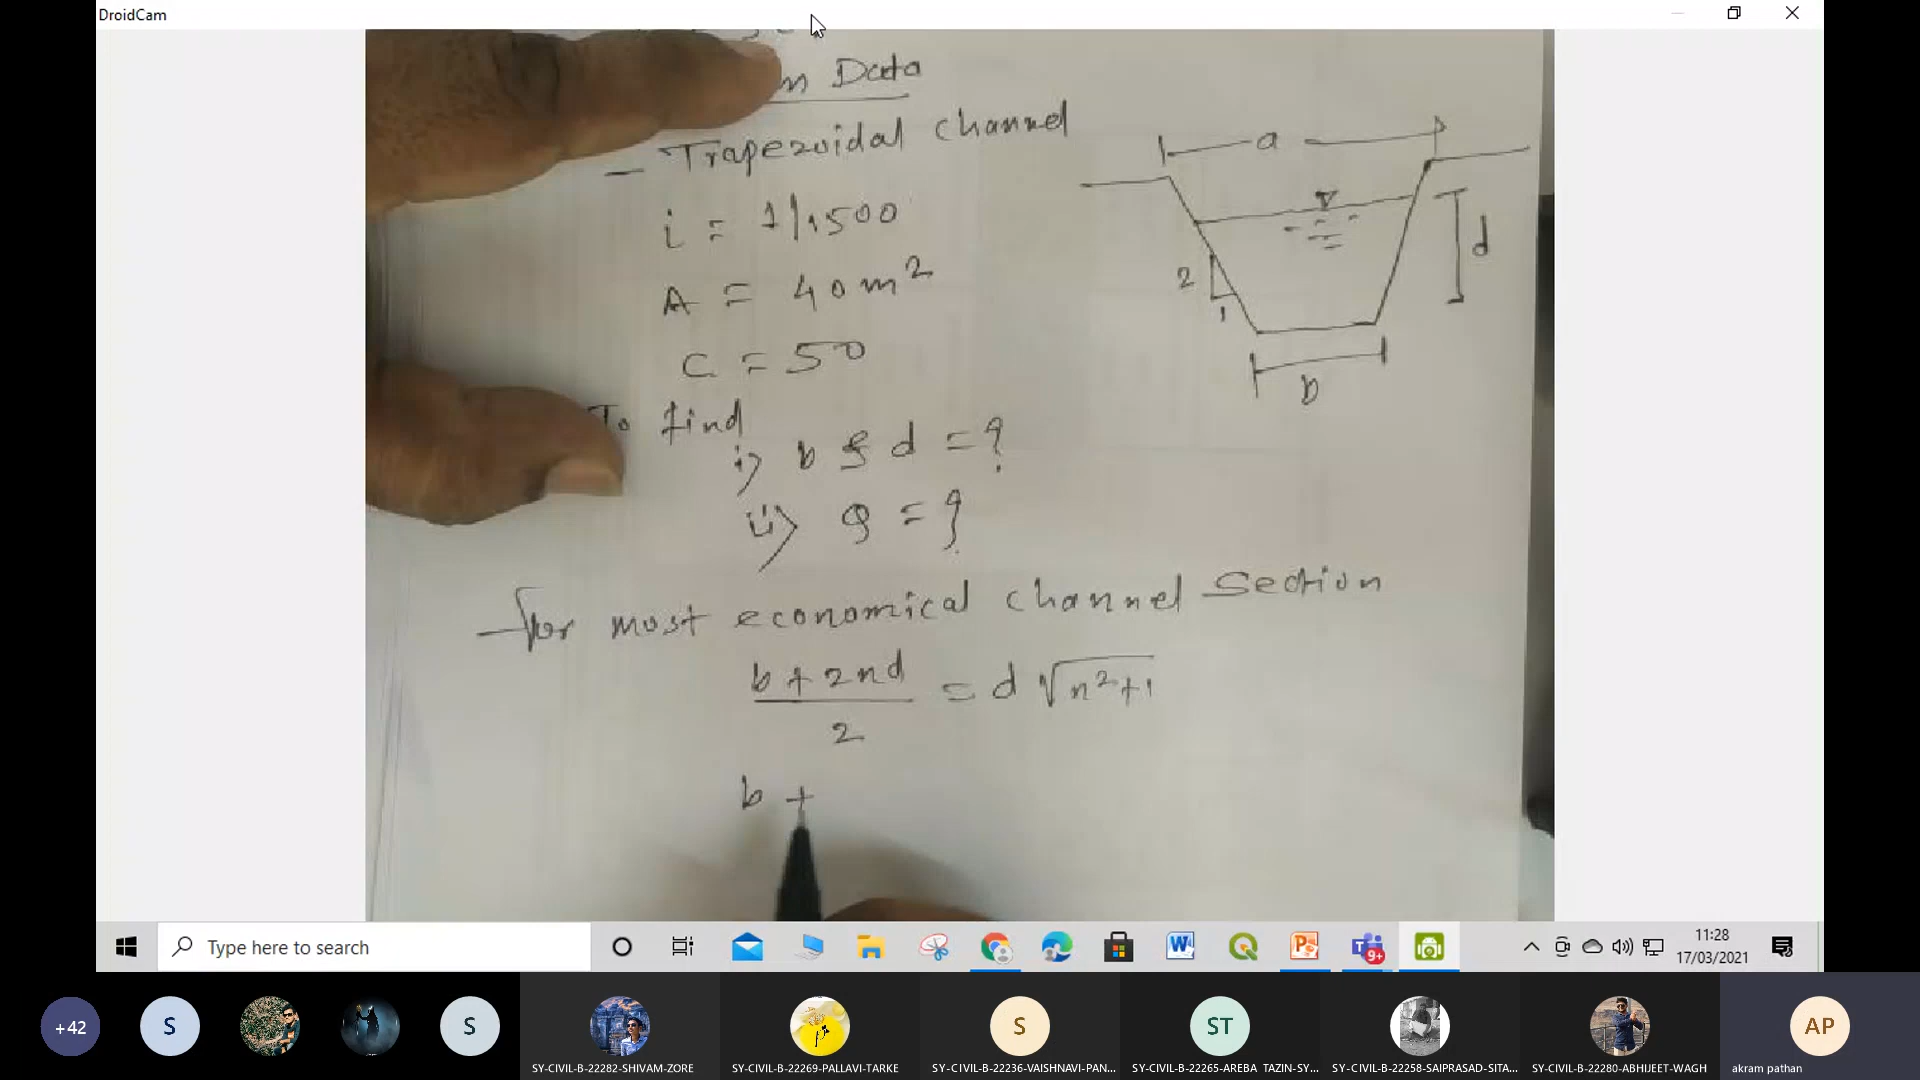 DroidCam
Data
- Trapezoidal channel
i = 1/1500
A = 40m²
C = 50
To find
i) b & d = ?
ii) Q = ?
for most economical channel section
b + 2nd / 2 = d √n²+1
b +
a
2
1
d
b
Type here to search
9+
11:28
17/03/2021
+42
S
S
SY-CIVIL-B-22282-SHIVAM-ZORE
SY-CIVIL-B-22269-PALLAVI-TARKE
S
SY-CIVIL-B-22236-VAISHNAVI-PAN...
ST
SY-CIVIL-B-22265-AREBA TAZIN-SY...
SY-CIVIL-B-22258-SAIPRASAD-SITA...
SY-CIVIL-B-22280-ABHIJEET-WAGH
AP
akram pathan